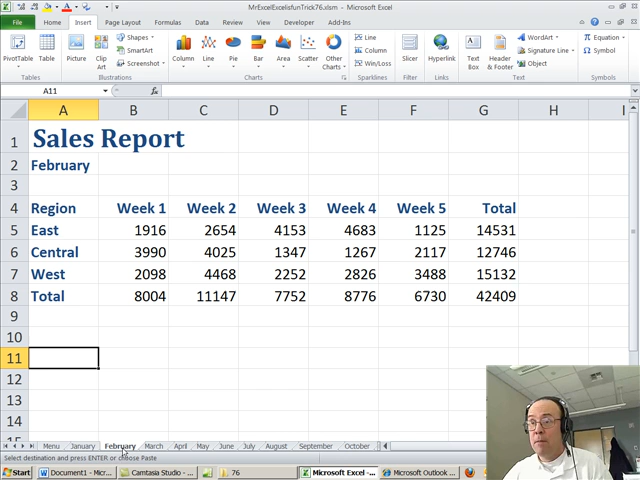 MrExcelExcelisfunTrick76.xlsm - Microsoft Excel
File Home Insert Page Layout Formulas Data Review View Developer Add-Ins
PivotTable Table Picture Clip Art Shapes SmartArt Screenshot Column Line Pie Bar Area Scatter Other Charts Line Column Win/Loss Slicer Hyperlink Text Box Header & Footer WordArt Signature Line Object Equation Symbol
Tables Illustrations Charts Sparklines Filter Links Text Symbols
A11 fx
A B C D E F G H I
1 Sales Report
2 February
3
4 Region Week 1 Week 2 Week 3 Week 4 Week 5 Total
5 East 1916 2654 4153 4683 1125 14531
6 Central 3990 4025 1347 1267 2117 12746
7 West 2098 4468 2252 2826 3488 15132
8 Total 8004 11147 7752 8776 6730 42409
9
10
11
12
13
14
15
Menu January February March April May June July August September October
Select destination and press ENTER or choose Paste
Start Document1 - Micr... Camtasia Studio - ... 76 Microsoft Excel - ... Microsoft Outlook ...